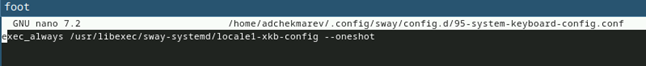 foot
GNU nano 7.2 /home/adchekmarev/.config/sway/config.d/95-system-keyboard-config.conf
exec_always /usr/libexec/sway-systemd/locale1-xkb-config --oneshot